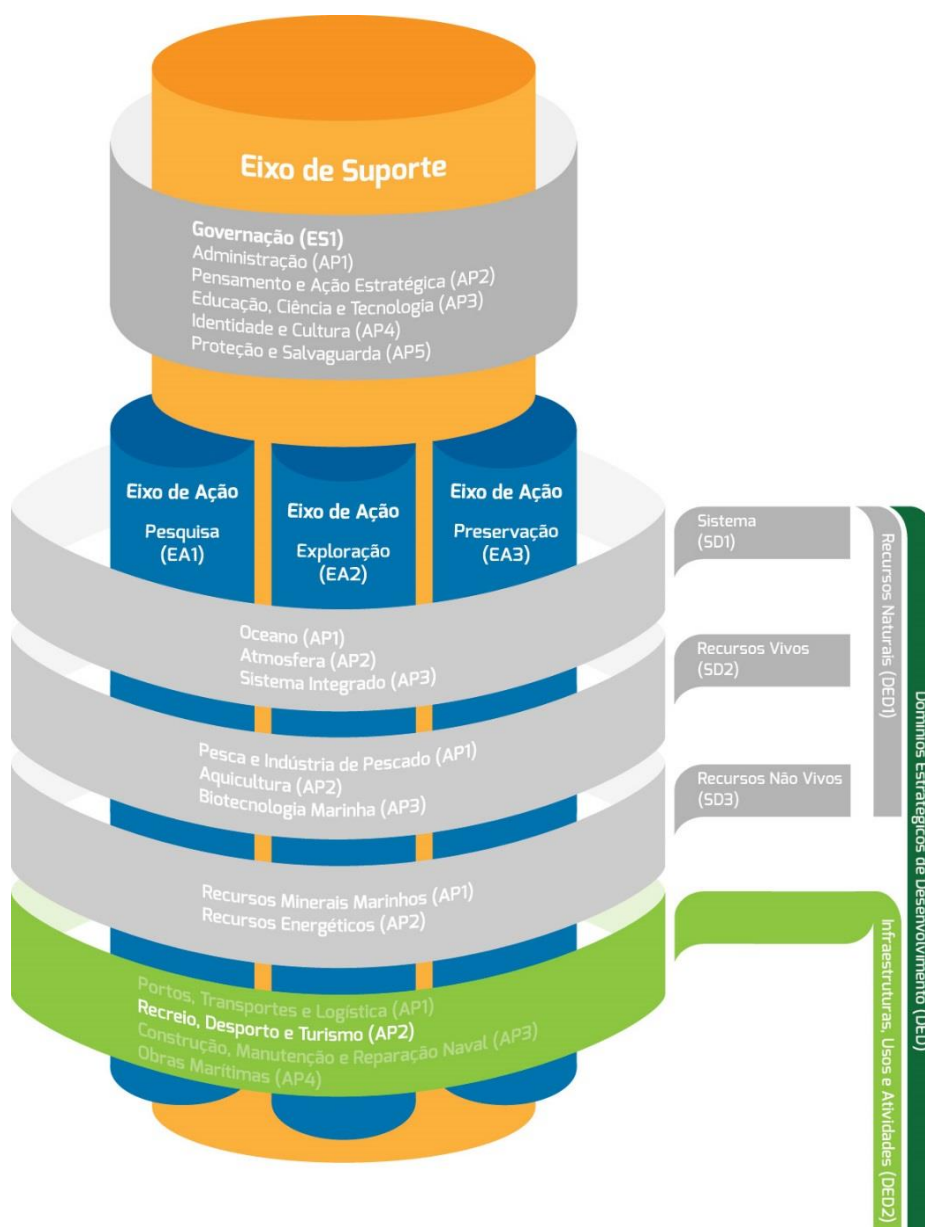 Eixo de Suporte
Governação (ES1)
Administração (AP1)
Pensamento e Ação Estratégica (AP2)
Educação, Ciência e Tecnologia (AP3)
Identidade e Cultura (AP4)
Proteção e Salvaguarda (AP5)
Eixo de Ação
Pesquisa
(EA1)
Eixo de Ação
Exploração
(EA2)
Eixo de Ação
Preservação
(EA3)
Oceano (AP1)
Atmosfera (AP2)
Sistema Integrado (AP3)
Pesca e Indústria de Pescado (AP1)
Aquicultura (AP2)
Biotecnologia Marinha (AP3)
Recursos Minerais Marinhos (AP1)
Recursos Energéticos (AP2)
Portos, Transportes e Logística (AP1)
Recreio, Desporto e Turismo (AP2)
Construção, Manutenção e Reparação Naval (AP3)
Obras Marítimas (AP4)
Sistema
(SD1)
Recursos Vivos
(SD2)
Recursos Não Vivos
(SD3)
Recursos Naturais (DED1)
Infraestruturas, Usos e Atividades (DED2)
Domínios Estratégicos de Desenvolvimento (DED)